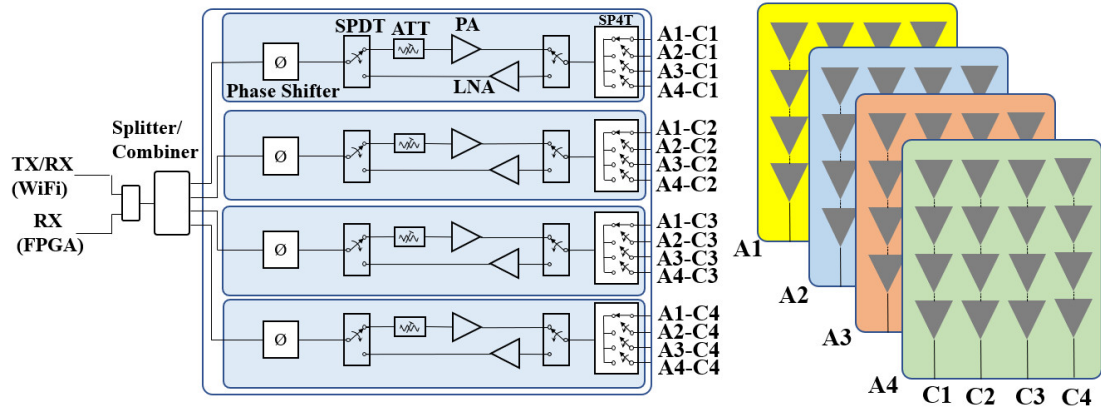 SPDT
ATT
PA
SP4T
Ø
Phase Shifter
LNA
A1-C1
A2-C1
A3-C1
A4-C1
Splitter/
Combiner
TX/RX
(WiFi)
RX
(FPGA)
Ø
A1-C2
A2-C2
A3-C2
A4-C2
Ø
A1-C3
A2-C3
A3-C3
A4-C3
Ø
A1-C4
A2-C4
A3-C4
A4-C4
A1
A2
A3
A4
C1 C2 C3 C4